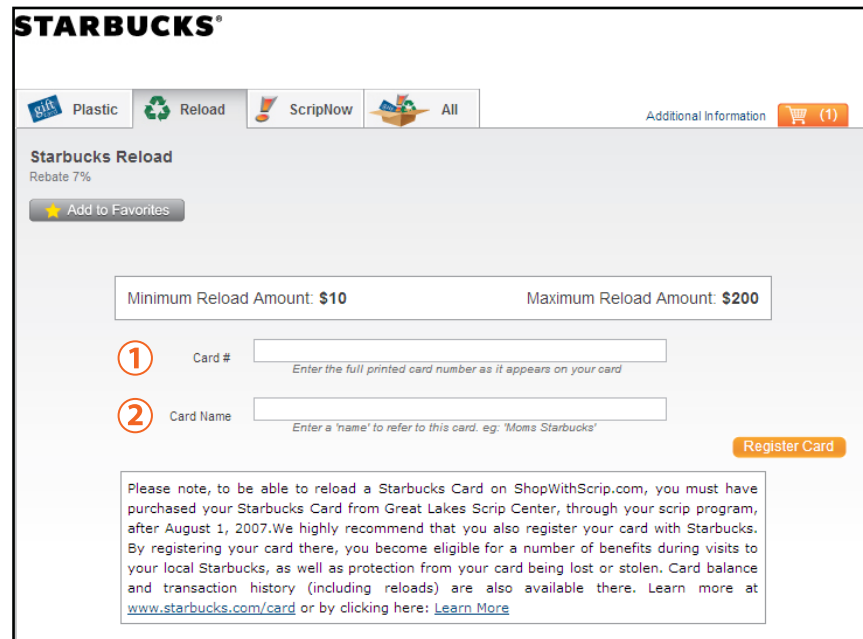 STARBUCKS®
gift Plastic Reload ScripNow All
Additional Information (1)
Starbucks Reload
Rebate 7%
Add to Favorites
Minimum Reload Amount: $10 Maximum Reload Amount: $200
1 Card #
Enter the full printed card number as it appears on your card
2 Card Name
Enter a 'name' to refer to this card. eg: 'Moms Starbucks'
Register Card
Please note, to be able to reload a Starbucks Card on ShopWithScrip.com, you must have
purchased your Starbucks Card from Great Lakes Scrip Center, through your scrip program,
after August 1, 2007.We highly recommend that you also register your card with Starbucks.
By registering your card there, you become eligible for a number of benefits during visits to
your local Starbucks, as well as protection from your card being lost or stolen. Card balance
and transaction history (including reloads) are also available there. Learn more at
www.starbucks.com/card or by clicking here: Learn More